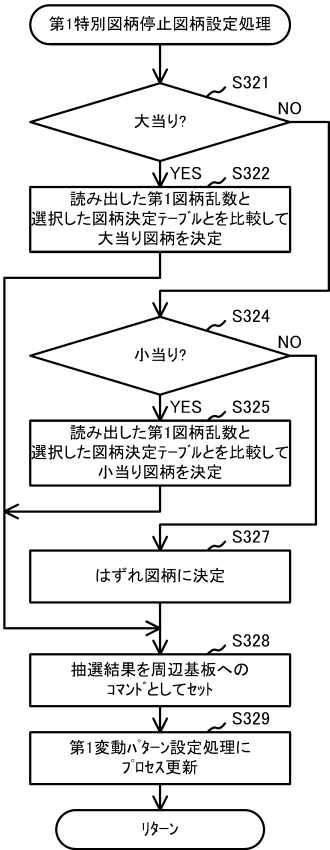 第1特別図柄停止図柄設定処理
S321
大当り?
NO
YES
S322
読み出した第1図柄乱数と
選択した図柄決定ﾃｰﾌﾞﾙとを比較して
大当り図柄を決定
S324
小当り?
NO
YES
S325
読み出した第1図柄乱数と
選択した図柄決定ﾃｰﾌﾞﾙとを比較して
小当り図柄を決定
S327
はずれ図柄に決定
S328
抽選結果を周辺基板への
ｺﾏﾝﾄﾞとしてセット
S329
第1変動ﾊﾟﾀｰﾝ設定処理に
ﾌﾟﾛｾｽ更新
ﾘﾀｰﾝ